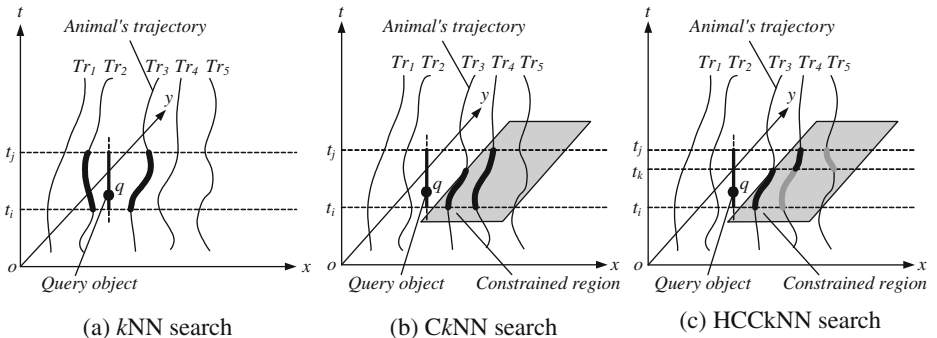 t
Animal's trajectory
Tr1 Tr2 Tr3 Tr4 Tr5
y
tj
q
ti
o
x
Query object
(a) kNN search
t
Animal's trajectory
Tr1 Tr2 Tr3 Tr4 Tr5
y
tj
q
ti
o
x
Query object
Constrained region
(b) CkNN search
t
Animal's trajectory
Tr1 Tr2 Tr3 Tr4 Tr5
y
tj
tk
q
ti
o
x
Query object
Constrained region
(c) HCCkNN search